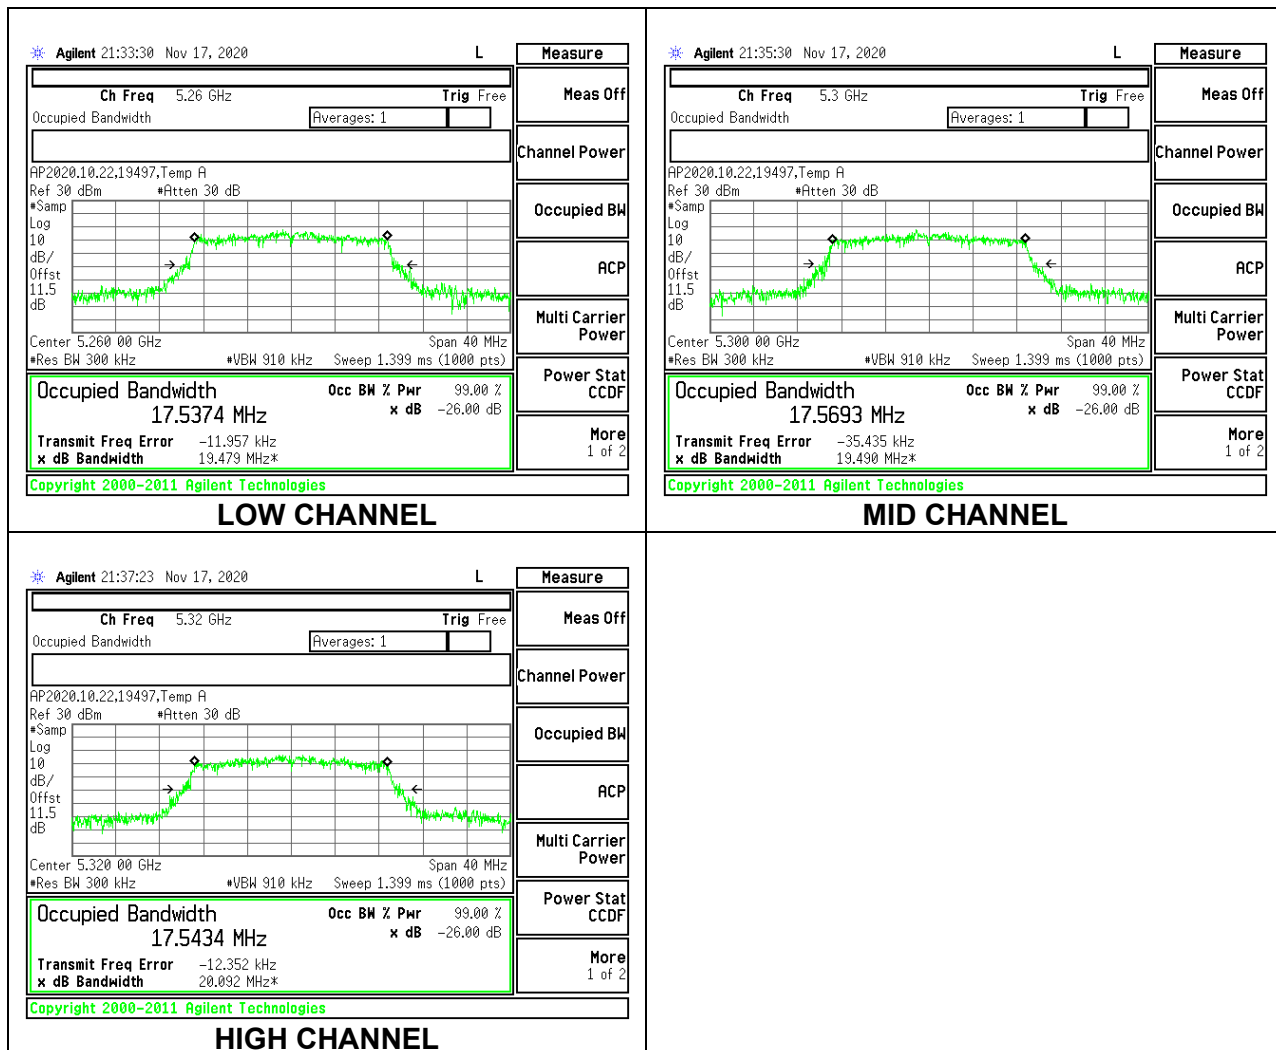 Agilent 21:33:30 Nov 17, 2020 L
Measure
Ch Freq 5.26 GHz Trig Free
Meas Off
Occupied Bandwidth Averages: 1
Channel Power
AP2020.10.22,19497,Temp A
Ref 30 dBm #Atten 30 dB
#Samp
Log
10
dB/
Offst
11.5
dB
Occupied BW
ACP
Multi Carrier
Power
Center 5.260 00 GHz Span 40 MHz
#Res BW 300 kHz #VBW 910 kHz Sweep 1.399 ms (1000 pts)
Power Stat
CCDF
Occupied Bandwidth Occ BW % Pwr 99.00 %
17.5374 MHz x dB -26.00 dB
Transmit Freq Error -11.957 kHz
x dB Bandwidth 19.479 MHz*
More
1 of 2
Copyright 2000-2011 Agilent Technologies
LOW CHANNEL
Agilent 21:35:30 Nov 17, 2020 L
Measure
Ch Freq 5.3 GHz Trig Free
Meas Off
Occupied Bandwidth Averages: 1
Channel Power
AP2020.10.22,19497,Temp A
Ref 30 dBm #Atten 30 dB
#Samp
Log
10
dB/
Offst
11.5
dB
Occupied BW
ACP
Multi Carrier
Power
Center 5.300 00 GHz Span 40 MHz
#Res BW 300 kHz #VBW 910 kHz Sweep 1.399 ms (1000 pts)
Power Stat
CCDF
Occupied Bandwidth Occ BW % Pwr 99.00 %
17.5693 MHz x dB -26.00 dB
Transmit Freq Error -35.435 kHz
x dB Bandwidth 19.490 MHz*
More
1 of 2
Copyright 2000-2011 Agilent Technologies
MID CHANNEL
Agilent 21:37:23 Nov 17, 2020 L
Measure
Ch Freq 5.32 GHz Trig Free
Meas Off
Occupied Bandwidth Averages: 1
Channel Power
AP2020.10.22,19497,Temp A
Ref 30 dBm #Atten 30 dB
#Samp
Log
10
dB/
Offst
11.5
dB
Occupied BW
ACP
Multi Carrier
Power
Center 5.320 00 GHz Span 40 MHz
#Res BW 300 kHz #VBW 910 kHz Sweep 1.399 ms (1000 pts)
Power Stat
CCDF
Occupied Bandwidth Occ BW % Pwr 99.00 %
17.5434 MHz x dB -26.00 dB
Transmit Freq Error -12.352 kHz
x dB Bandwidth 20.092 MHz*
More
1 of 2
Copyright 2000-2011 Agilent Technologies
HIGH CHANNEL